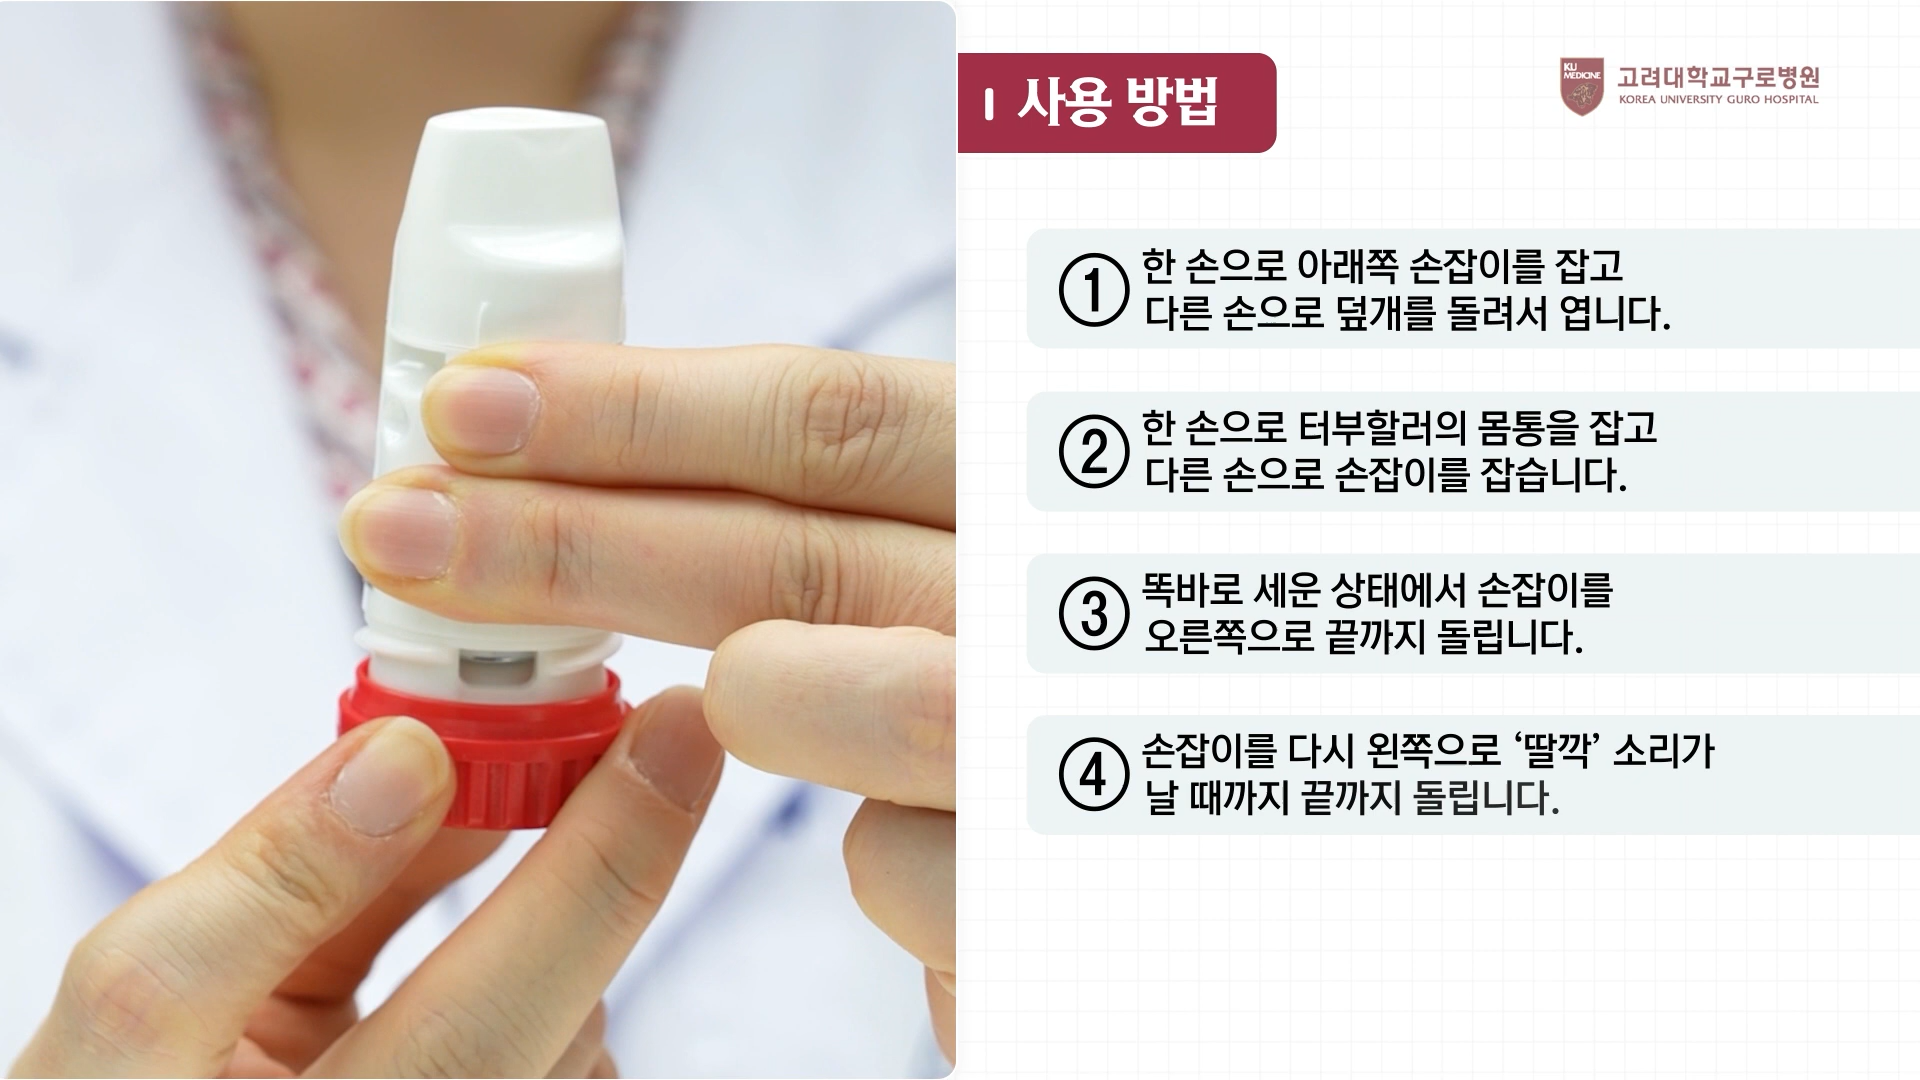 사용 방법
KU
MEDICINE
고려대학교구로병원
KOREA UNIVERSITY GURO HOSPITAL
① 한 손으로 아래쪽 손잡이를 잡고
다른 손으로 덮개를 돌려서 엽니다.
② 한 손으로 터부할러의 몸통을 잡고
다른 손으로 손잡이를 잡습니다.
③ 똑바로 세운 상태에서 손잡이를
오른쪽으로 끝까지 돌립니다.
④ 손잡이를 다시 왼쪽으로 ‘딸깍’ 소리가
날 때까지 끝까지 돌립니다.